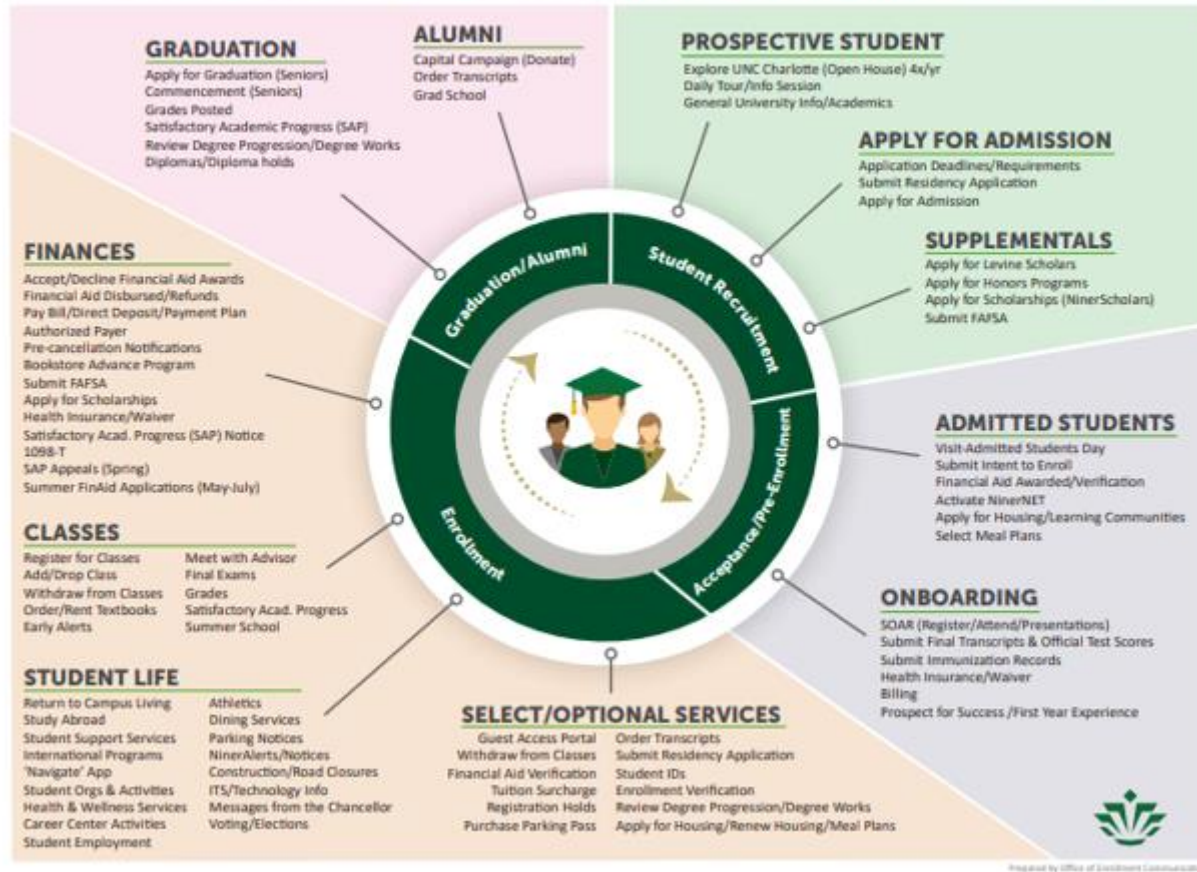 GRADUATION
Apply for Graduation (Seniors)
Commencement (Seniors)
Grades Posted
Satisfactory Academic Progress (SAP)
Review Degree Progression/Degree Works
Diplomas/Diploma holds
ALUMNI
Capital Campaign (Donate)
Order Transcripts
Grad School
PROSPECTIVE STUDENT
Explore UNC Charlotte (Open House) 4x/yr
Daily Tour/Info Session
General University Info/Academics
APPLY FOR ADMISSION
Application Deadlines/Requirements
Submit Residency Application
Apply for Admission
SUPPLEMENTALS
Apply for Levine Scholars
Apply for Honors Programs
Apply for Scholarships (NinerScholars)
Submit FAFSA
ADMITTED STUDENTS
Visit-Admitted Students Day
Submit Intent to Enroll
Financial Aid Awarded/Verification
Activate NinerNET
Apply for Housing/Learning Communities
Select Meal Plans
ONBOARDING
SOAR (Register/Attend/Presentations)
Submit Final Transcripts & Official Test Scores
Submit Immunization Records
Health Insurance/Waiver
Billing
Prospect for Success /First Year Experience
Graduation/Alumni
Student Recruitment
Acceptance/Pre-Enrollment
Enrollment
FINANCES
Accept/Decline Financial Aid Awards
Financial Aid Disbursed/Refunds
Pay Bill/Direct Deposit/Payment Plan
Authorized Payer
Pre-cancellation Notifications
Bookstore Advance Program
Submit FAFSA
Apply for Scholarships
Health Insurance/Waiver
Satisfactory Acad. Progress (SAP) Notice
1098-T
SAP Appeals (Spring)
Summer FinAid Applications (May-July)
CLASSES
Register for Classes
Add/Drop Class
Withdraw from Classes
Order/Rent Textbooks
Early Alerts
Meet with Advisor
Final Exams
Grades
Satisfactory Acad. Progress
Summer School
STUDENT LIFE
Return to Campus Living
Study Abroad
Student Support Services
International Programs
'Navigate' App
Student Orgs & Activities
Health & Wellness Services
Career Center Activities
Student Employment
Athletics
Dining Services
Parking Notices
NinerAlerts/Notices
Construction/Road Closures
ITS/Technology Info
Messages from the Chancellor
Voting/Elections
SELECT/OPTIONAL SERVICES
Guest Access Portal
Withdraw from Classes
Financial Aid Verification
Tuition Surcharge
Registration Holds
Purchase Parking Pass
Order Transcripts
Submit Residency Application
Student IDs
Enrollment Verification
Review Degree Progression/Degree Works
Apply for Housing/Renew Housing/Meal Plans
Prepared by Office of Enrollment